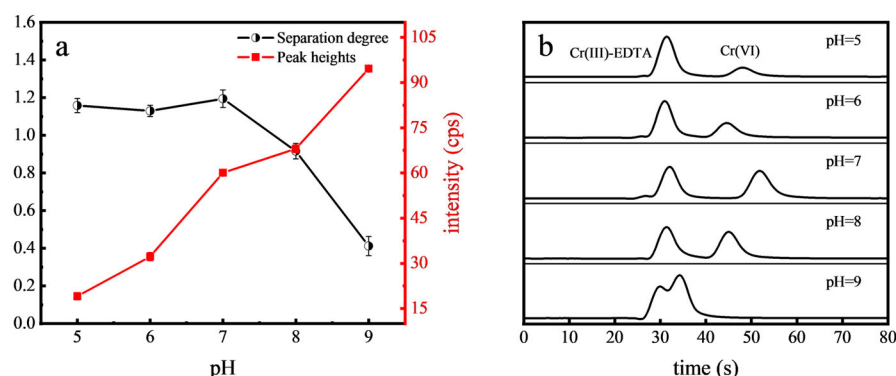 a
Separation degree
Peak heights
1.6
1.4
1.2
1.0
0.8
0.6
0.4
0.2
0.0
5 6 7 8 9
pH
105
90
75
60
45
30
15
intensity (cps)
b
Cr(III)-EDTA
Cr(VI)
pH=5
pH=6
pH=7
pH=8
pH=9
0 10 20 30 40 50 60 70 80
time (s)